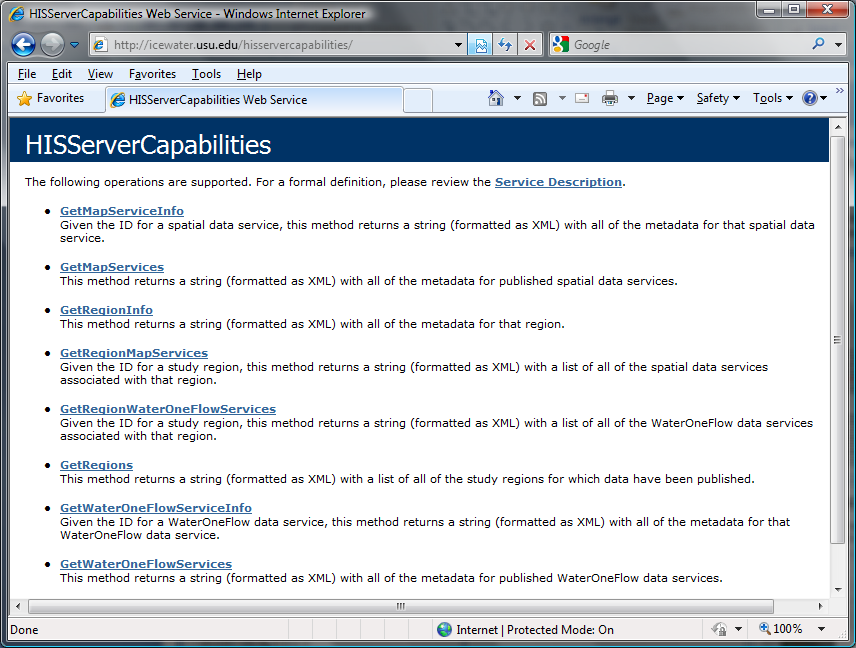 HISServerCapabilities Web Service - Windows Internet Explorer
http://icewater.usu.edu/hisservercapabilities/
Google
File Edit View Favorites Tools Help
Favorites HISServerCapabilities Web Service Page Safety Tools
HISServerCapabilities
The following operations are supported. For a formal definition, please review the Service Description.
GetMapServiceInfo
Given the ID for a spatial data service, this method returns a string (formatted as XML) with all of the metadata for that spatial data
service.
GetMapServices
This method returns a string (formatted as XML) with all of the metadata for published spatial data services.
GetRegionInfo
This method returns a string (formatted as XML) with all of the metadata for that region.
GetRegionMapServices
Given the ID for a study region, this method returns a string (formatted as XML) with a list of all of the spatial data services
associated with that region.
GetRegionWaterOneFlowServices
Given the ID for a study region, this method returns a string (formatted as XML) with a list of all of the WaterOneFlow data services
associated with that region.
GetRegions
This method returns a string (formatted as XML) with a list of all of the study regions for which data have been published.
GetWaterOneFlowServiceInfo
Given the ID for a WaterOneFlow data service, this method returns a string (formatted as XML) with all of the metadata for that
WaterOneFlow data service.
GetWaterOneFlowServices
This method returns a string (formatted as XML) with all of the metadata for published WaterOneFlow data services.
Done Internet | Protected Mode: On 100%